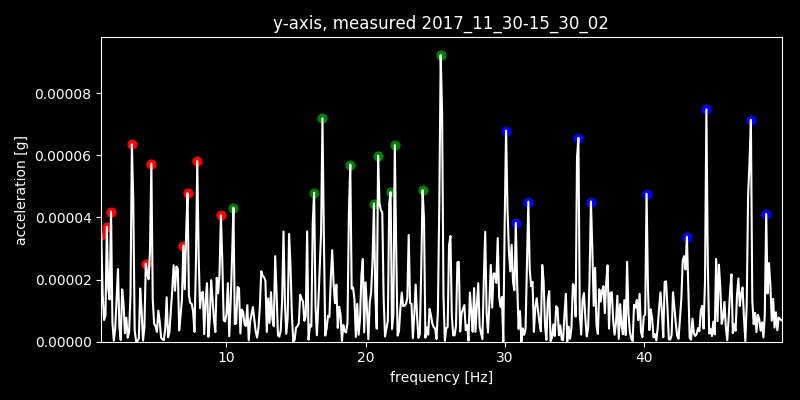 y-axis, measured 2017_11_30-15_30_02
acceleration [g]
0.00008
0.00006
0.00004
0.00002
0.00000
10 20 30 40
frequency [Hz]